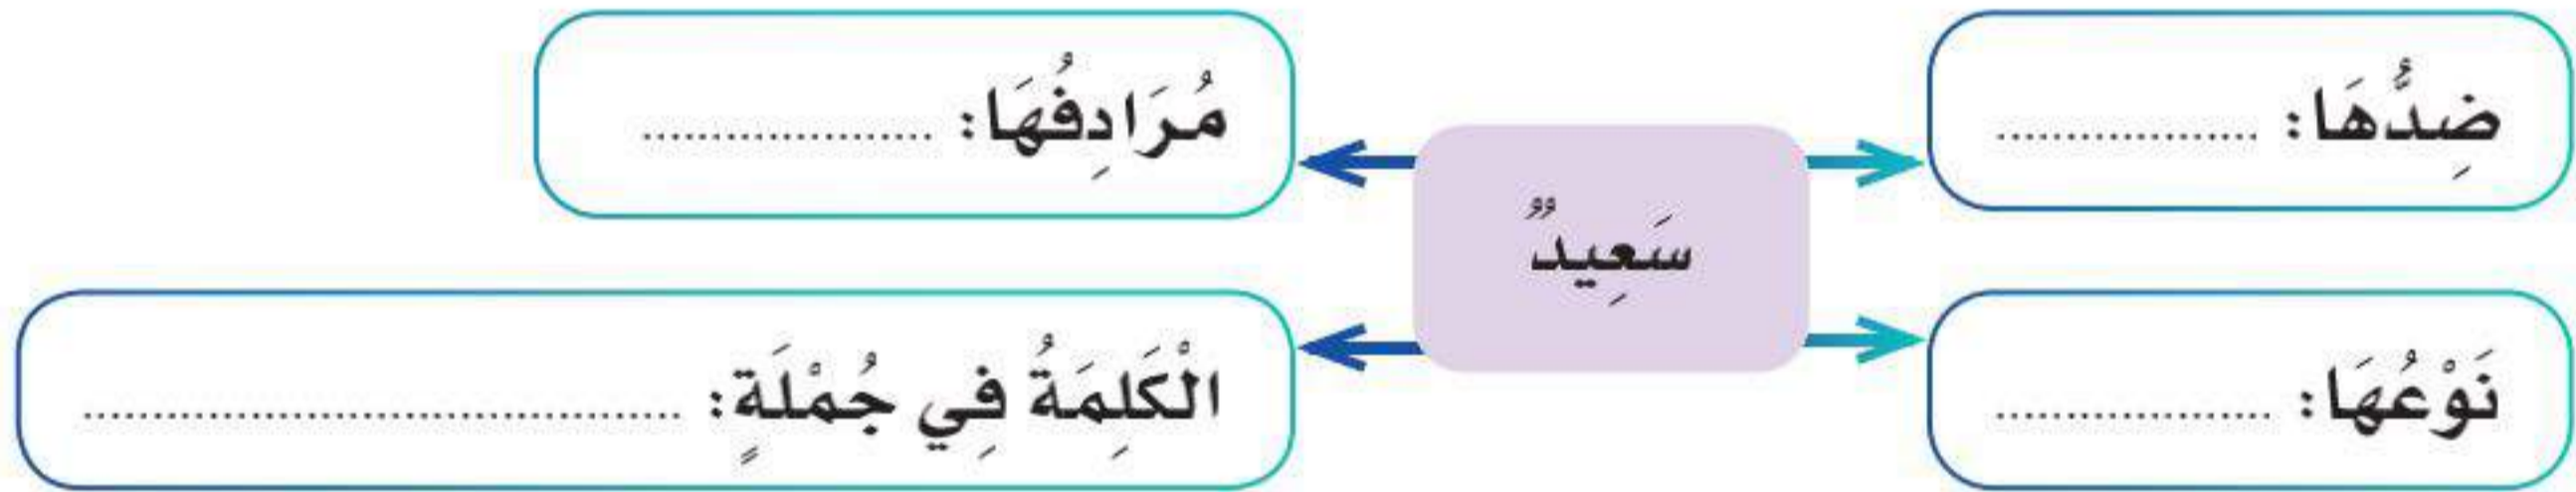 ضِدُّهَا: ..................
مُرَادِفُهَا: ....................
سَعِيدٌ
نَوْعُهَا: ...................
الْكَلِمَةُ فِي جُمْلَةٍ: ..........................................